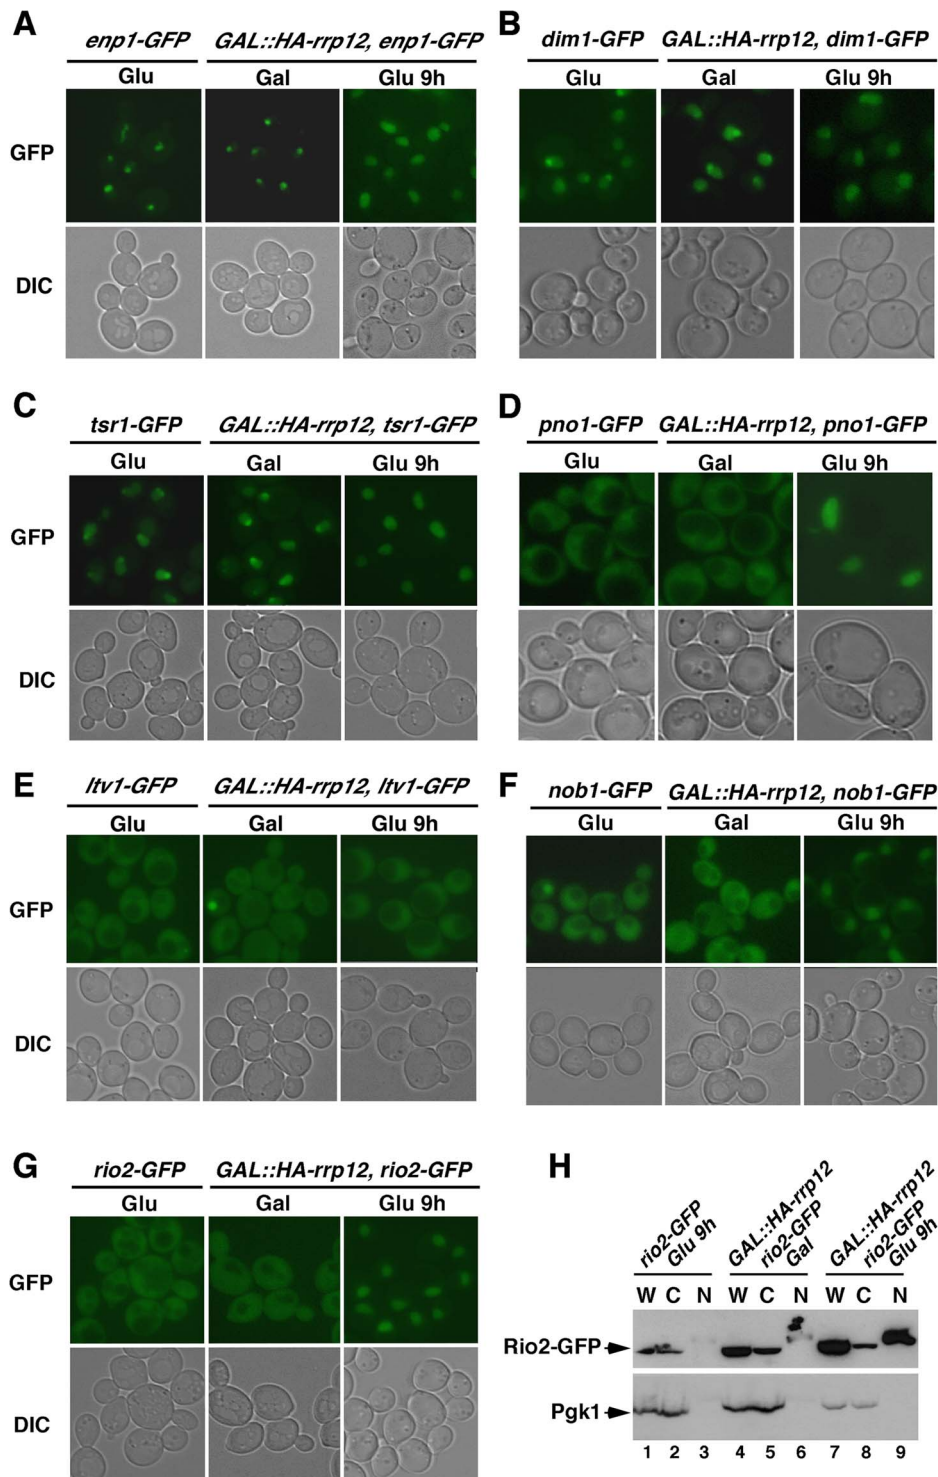 A
enp1-GFP GAL::HA-rrp12, enp1-GFP
Glu Gal Glu 9h
GFP
DIC
B
dim1-GFP GAL::HA-rrp12, dim1-GFP
Glu Gal Glu 9h
C
tsr1-GFP GAL::HA-rrp12, tsr1-GFP
Glu Gal Glu 9h
GFP
DIC
D
pno1-GFP GAL::HA-rrp12, pno1-GFP
Glu Gal Glu 9h
E
ltv1-GFP GAL::HA-rrp12, ltv1-GFP
Glu Gal Glu 9h
GFP
DIC
F
nob1-GFP GAL::HA-rrp12, nob1-GFP
Glu Gal Glu 9h
G
rio2-GFP GAL::HA-rrp12, rio2-GFP
Glu Gal Glu 9h
GFP
DIC
H
rio2-GFP
Glu 9h
GAL::HA-rrp12
rio2-GFP
Gal
GAL::HA-rrp12
rio2-GFP
Glu 9h
W C N W C N W C N
Rio2-GFP
Pgk1
1 2 3 4 5 6 7 8 9